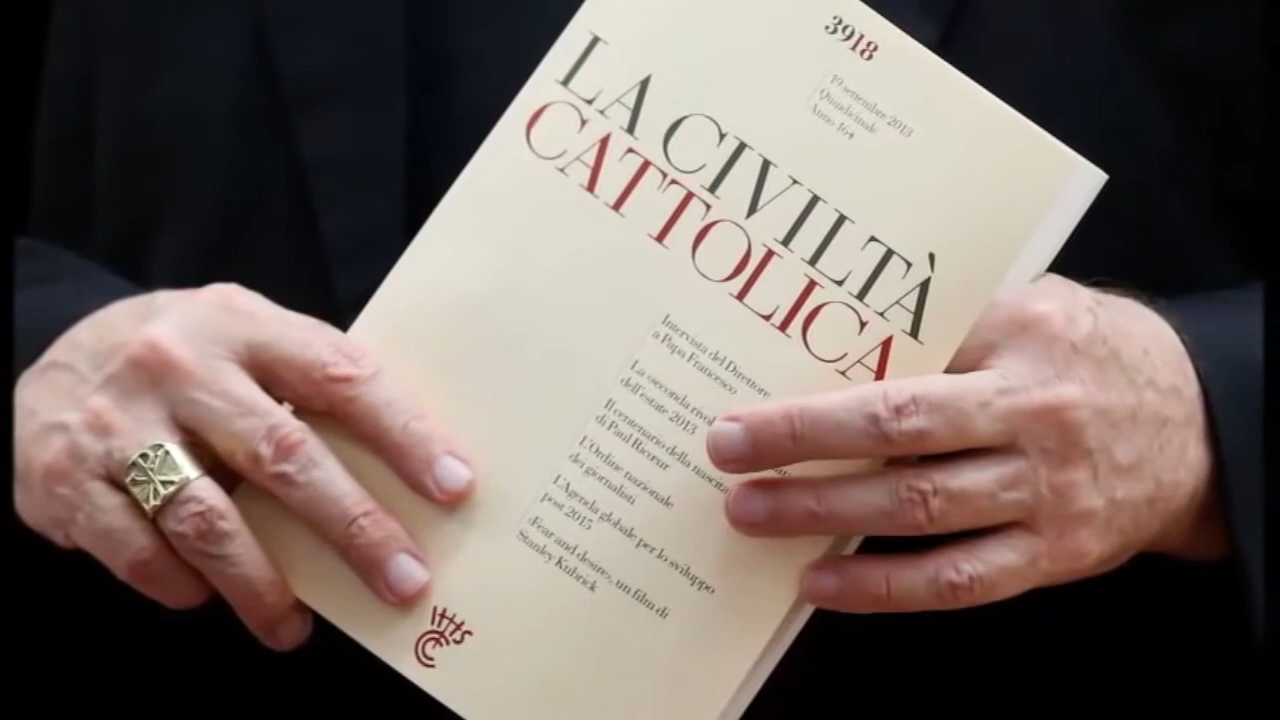 3918
19 settembre 2013
Quindicinale
Anno 164
LA CIVILTÀ
CATTOLICA
Intervista del Direttore
a Papa Francesco
La «seconda
dell'estate 2013
Il centenario della nascita
di Paul Ricœur
L'Ordine nazionale
dei giornalisti
L'Agenda globale per lo sviluppo
post 2015
«Fear and desire», un film di
Stanley Kubrick
IHS